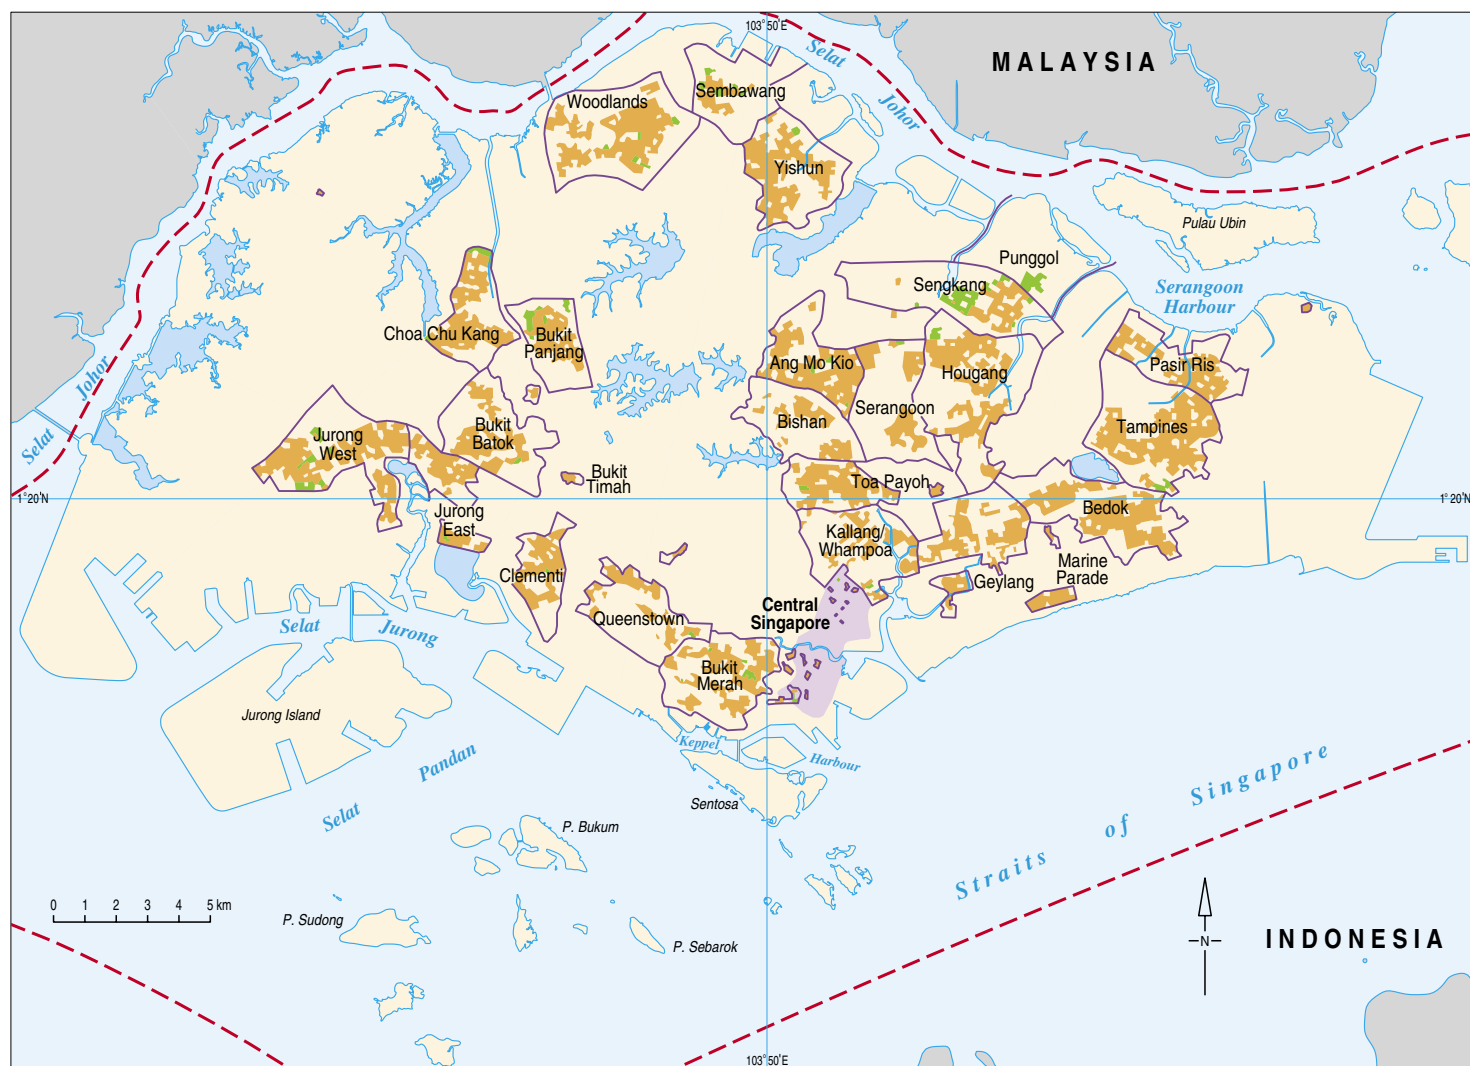 103°50'E
MALAYSIA
Selat
Johor
Sembawang
Woodlands
Yishun
Pulau Ubin
Punggol
Sengkang
Serangoon
Harbour
Choa Chu Kang
Bukit
Panjang
Ang Mo Kio
Hougang
Pasir Ris
Selat
Johor
Serangoon
Bishan
Tampines
Jurong
West
Bukit
Batok
Bukit
Timah
Toa Payoh
1°20'N
1°20'N
Jurong
East
Kallang/
Whampoa
Bedok
Marine
Parade
Geylang
Clementi
Queenstown
Central
Singapore
Selat
Jurong
Bukit
Merah
Jurong Island
Keppel
Harbour
Selat
Pandan
Sentosa
Straits of Singapore
P. Bukum
0 1 2 3 4 5 km
P. Sudong
P. Sebarok
N
INDONESIA
103°50'E